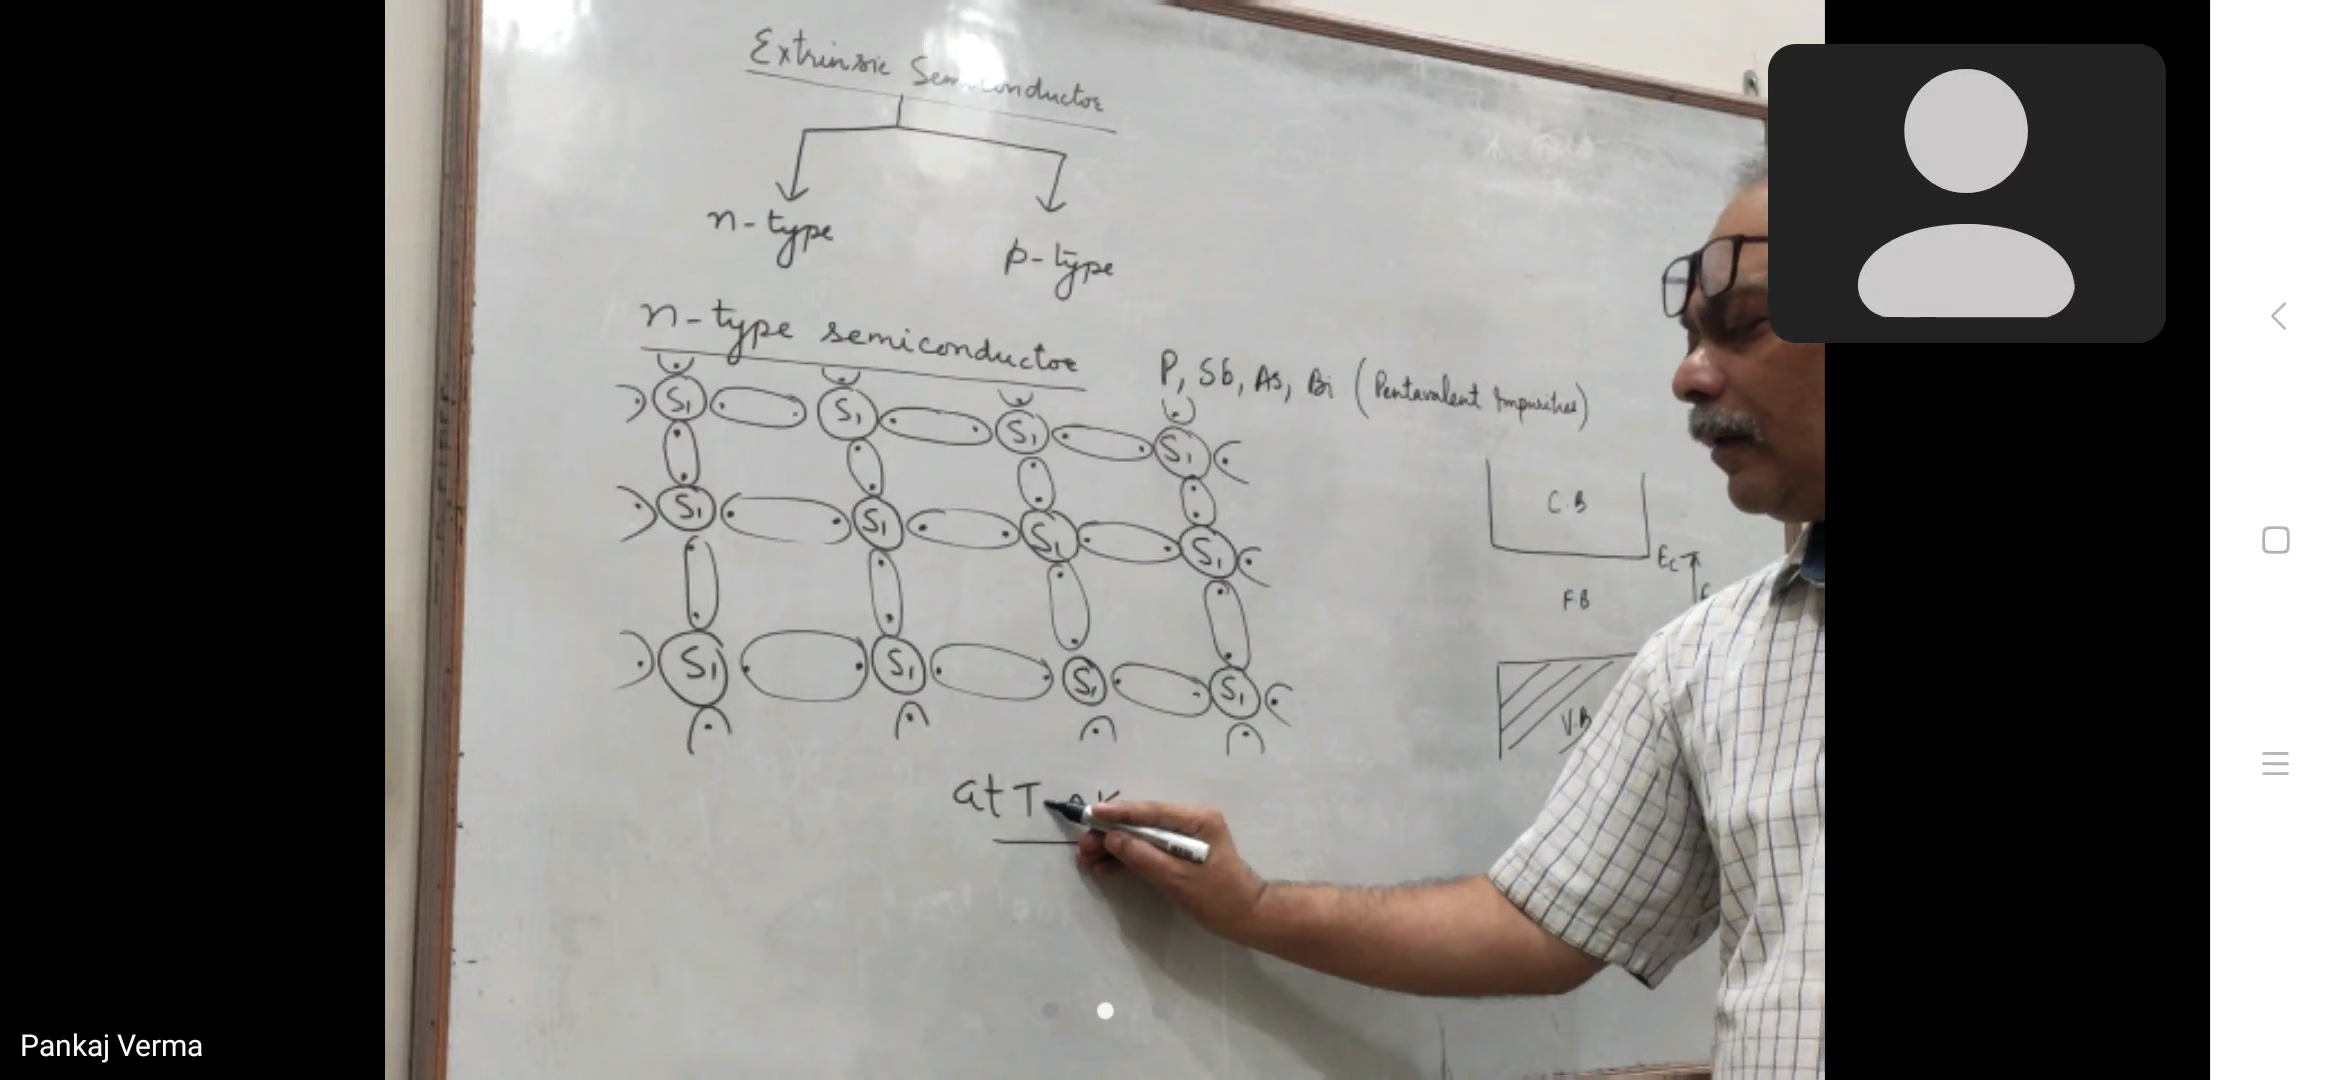 Extrinsic Semiconductor
n-type
p-type
n-type semiconductor
P, Sb, As, Bi (Pentavalent Impurities)
Si Si Si Si
Si Si Si Si
Si Si Si Si
C.B
Ec
F.B
V.B
at T
Pankaj Verma